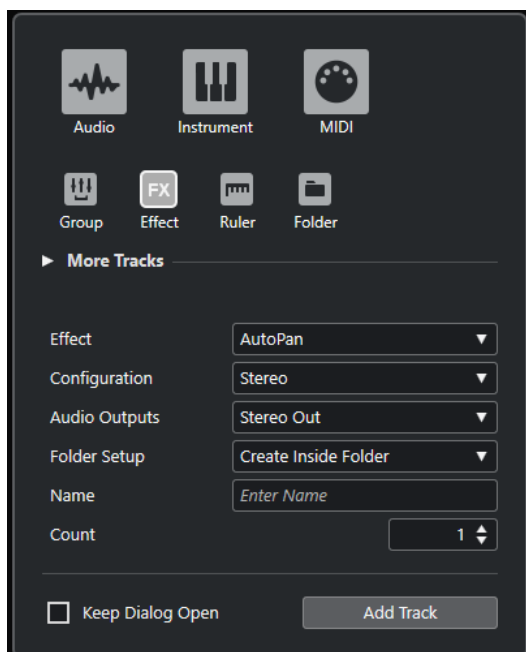 Audio Instrument MIDI
FX
Group Effect Ruler Folder
More Tracks
Effect AutoPan
Configuration Stereo
Audio Outputs Stereo Out
Folder Setup Create Inside Folder
Name Enter Name
Count 1
Keep Dialog Open Add Track